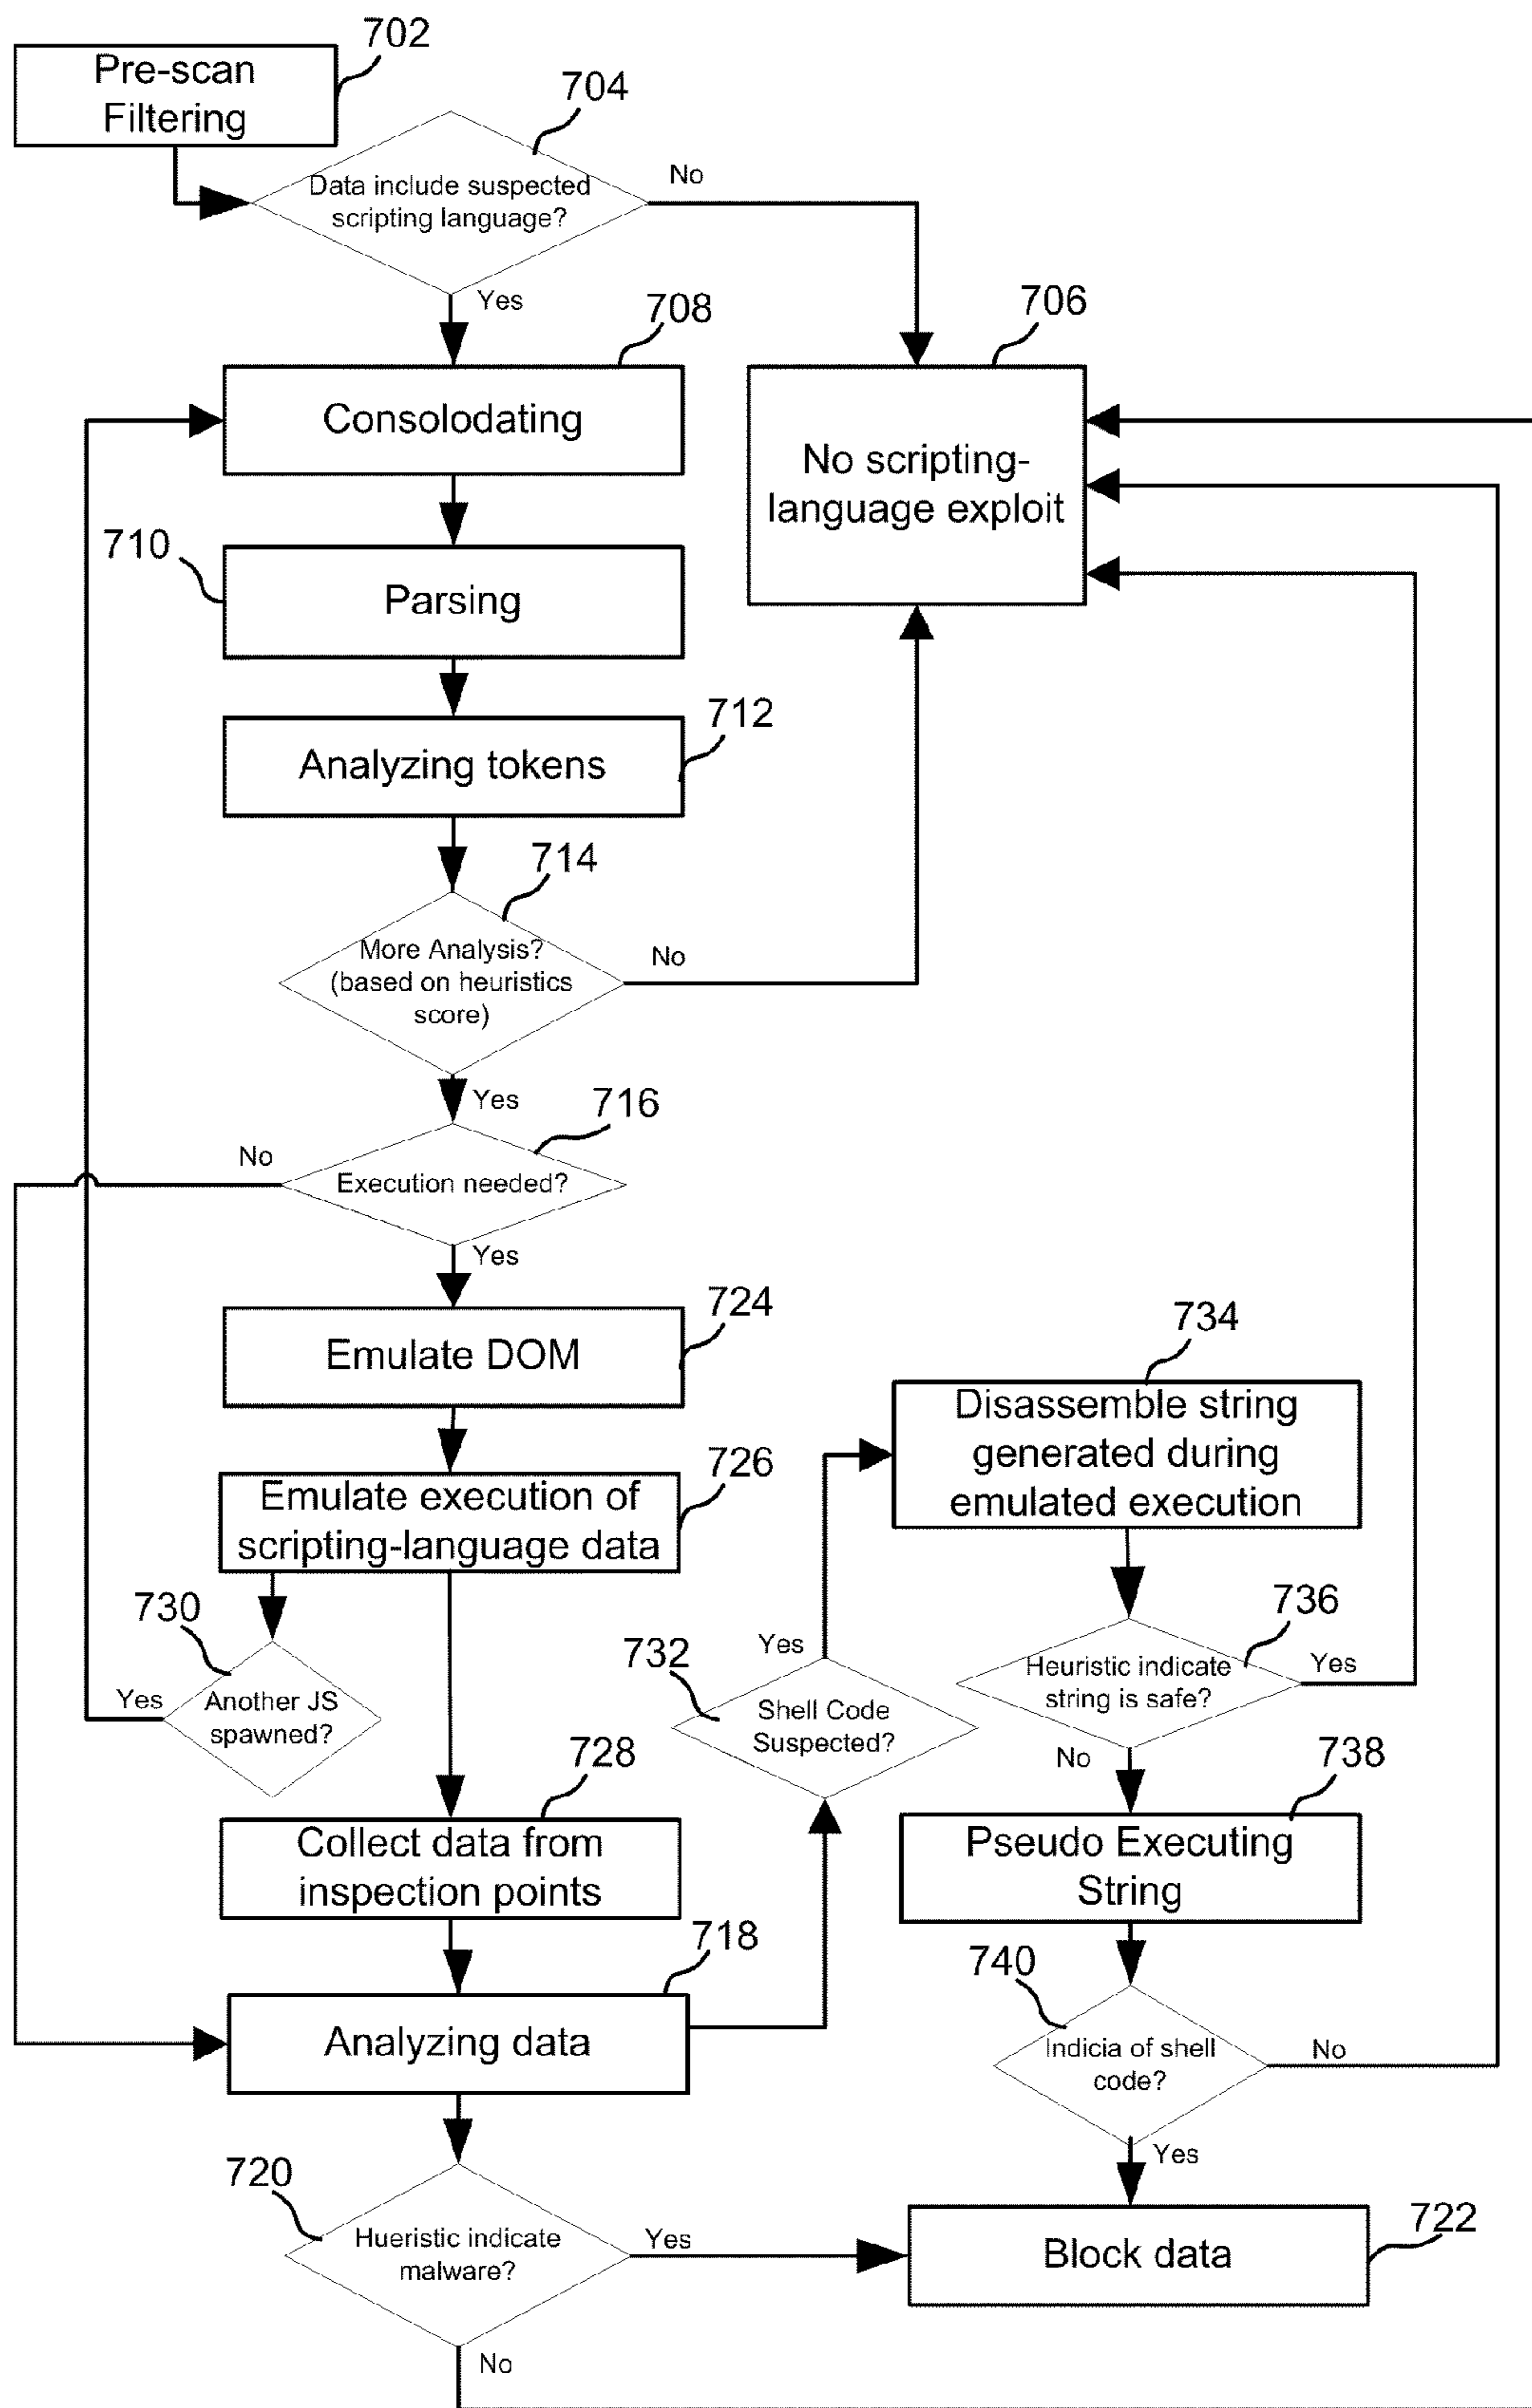 702
Pre-scan
Filtering
704
Data include suspected
scripting language?
No
Yes
708
706
Consolodating
No scripting-
language exploit
710
Parsing
712
Analyzing tokens
714
More Analysis?
(based on heuristics
score)
No
Yes
716
No
Execution needed?
Yes
724
Emulate DOM
734
Disassemble string
generated during
emulated execution
726
Emulate execution of
scripting-language data
730
Yes
Another JS
spawned?
732
Yes
Shell Code
Suspected?
736
Heuristic indicate
string is safe?
Yes
No
728
Collect data from
inspection points
738
Pseudo Executing
String
718
Analyzing data
740
Indicia of shell
code?
No
Yes
720
Hueristic indicate
malware?
Yes
No
722
Block data